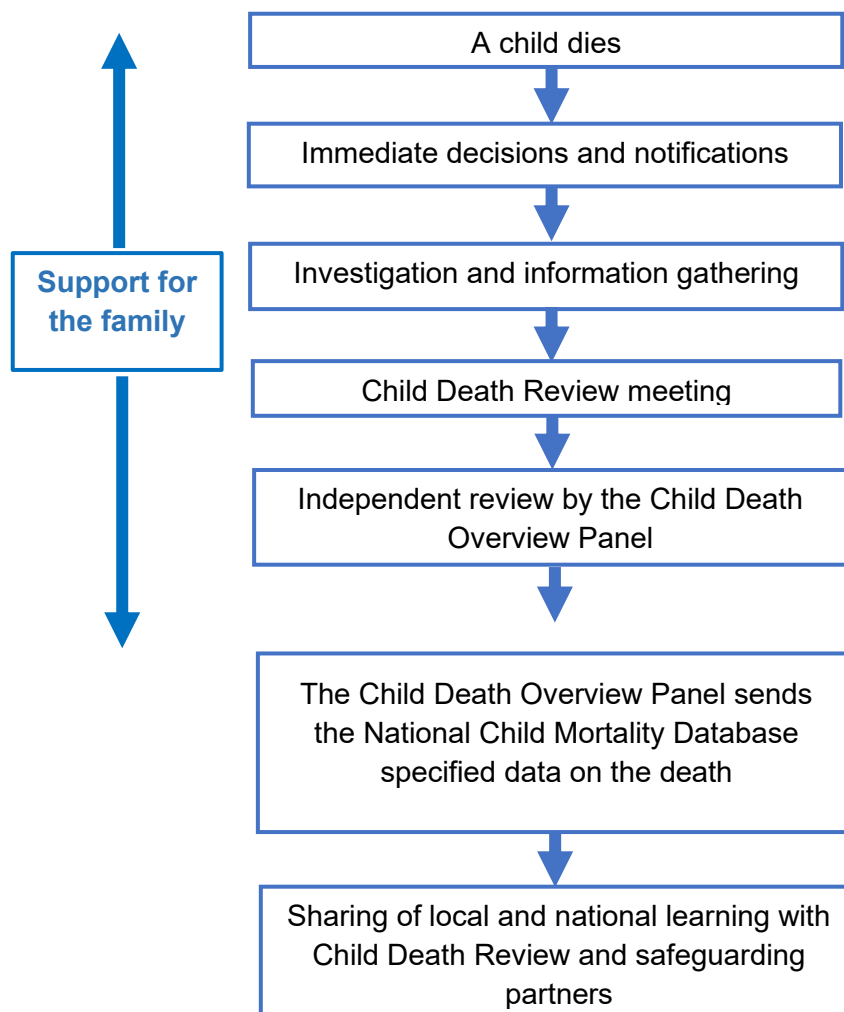 A child dies
Immediate decisions and notifications
Investigation and information gathering
Support for
the family
Child Death Review meeting
Independent review by the Child Death
Overview Panel
The Child Death Overview Panel sends
the National Child Mortality Database
specified data on the death
Sharing of local and national learning with
Child Death Review and safeguarding
partners